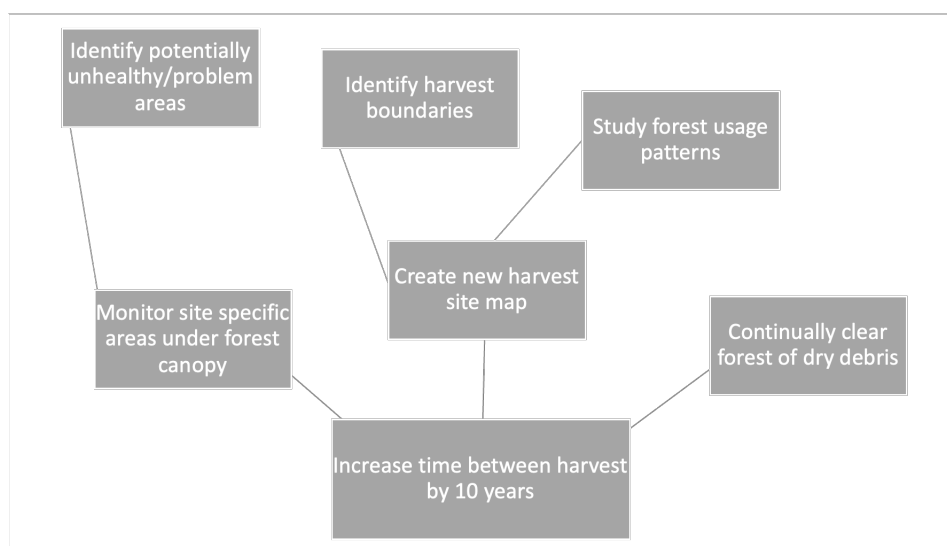 Identify potentially
unhealthy/problem
areas
Identify harvest
boundaries
Study forest usage
patterns
Create new harvest
site map
Monitor site specific
areas under forest
canopy
Continually clear
forest of dry debris
Increase time between harvest
by 10 years